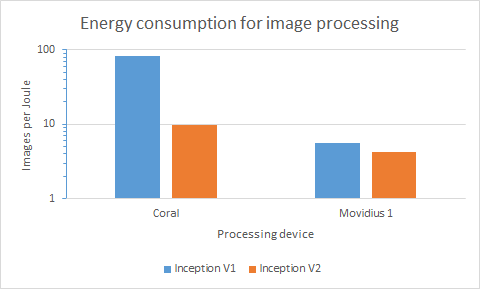 Energy consumption for image processing
100
10
1
Images per Joule
Coral
Movidius 1
Processing device
Inception V1
Inception V2